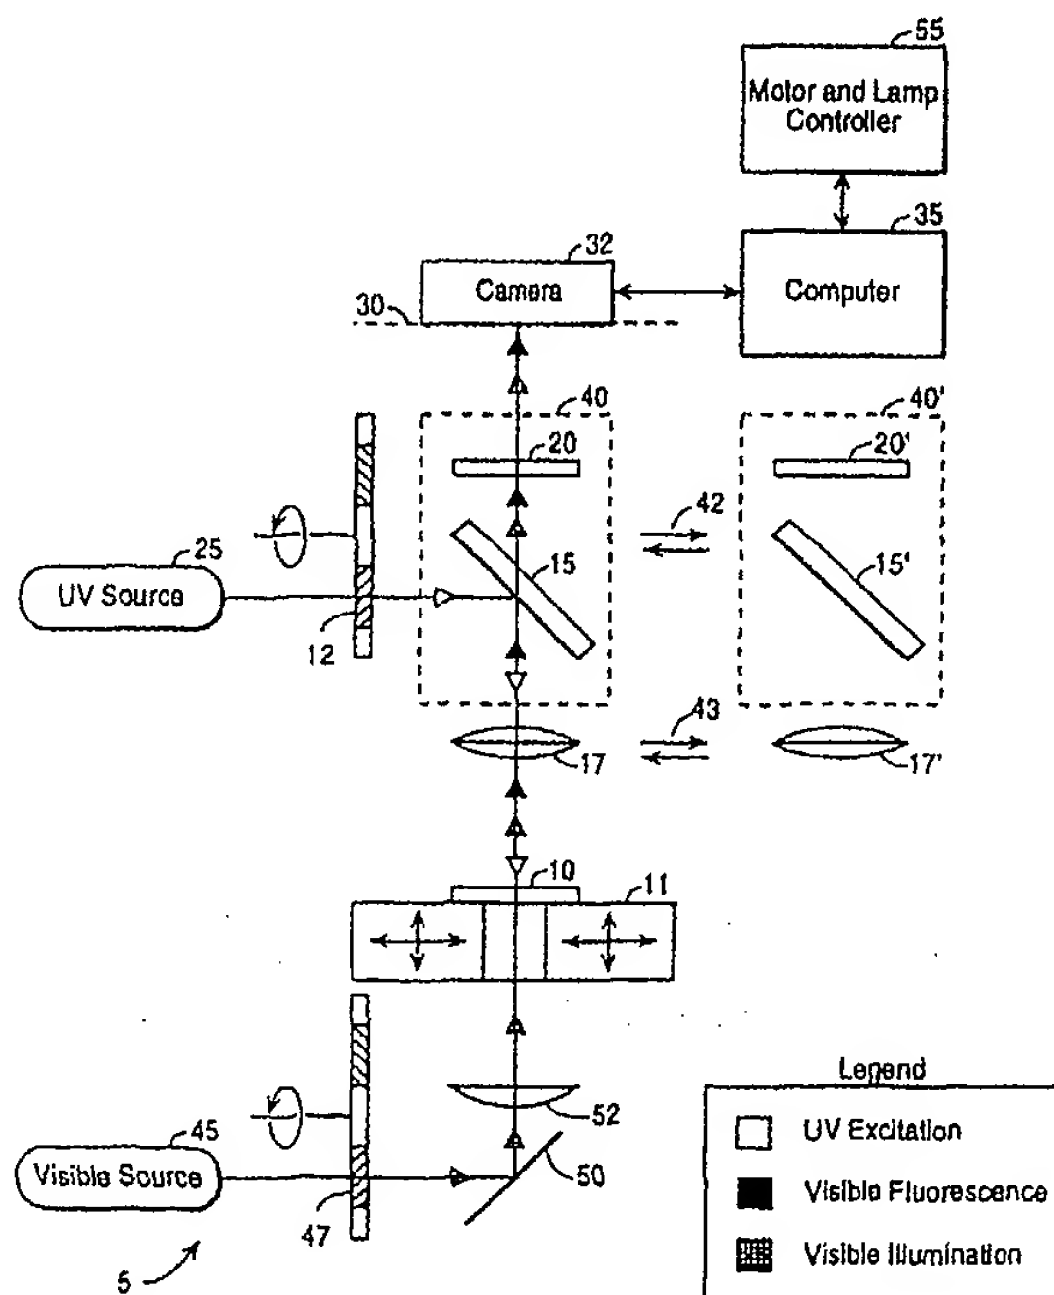 55
Motor and Lamp
Controller
35
32
Camera
Computer
30
40
40'
20
20'
42
25
15
15'
UV Source
12
43
17
17'
10
11
Legend
52
UV Excitation
45
50
Visible Source
Visible Fluorescence
47
Visible Illumination
5